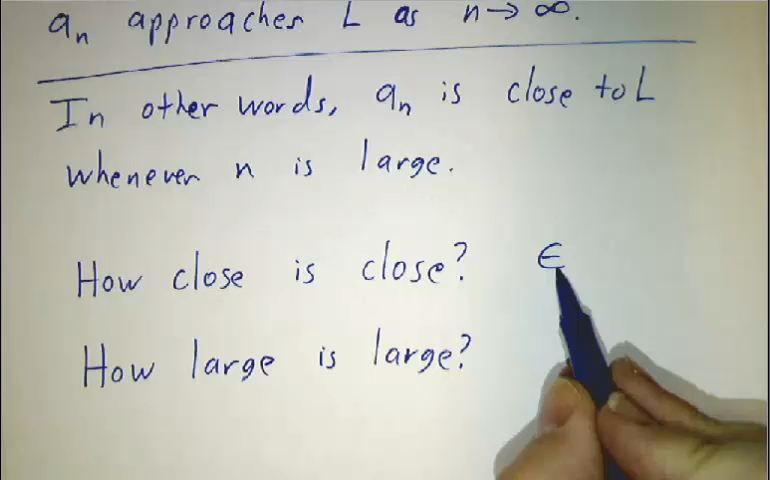 an approaches L as n→∞.
In other words, an is close to L
whenever n is large.
How close is close? ϵ
How large is large?